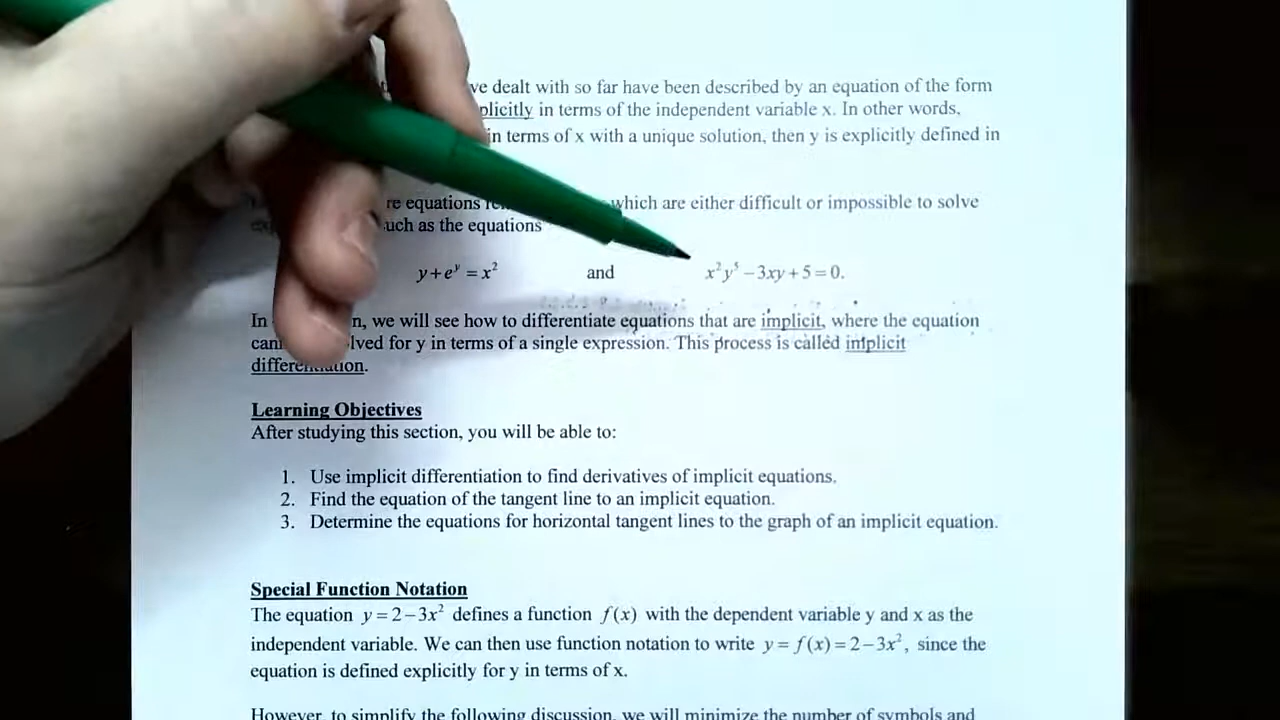 ve dealt with so far have been described by an equation of the form
plicitly in terms of the independent variable x. In other words,
in terms of x with a unique solution, then y is explicitly defined in
re equations which are either difficult or impossible to solve
uch as the equations
y + e^y = x² and x²y⁵ – 3xy + 5 = 0.
In n, we will see how to differentiate equations that are implicit, where the equation
can lved for y in terms of a single expression. This process is called implicit
differentiation.
Learning Objectives
After studying this section, you will be able to:
1. Use implicit differentiation to find derivatives of implicit equations.
2. Find the equation of the tangent line to an implicit equation.
3. Determine the equations for horizontal tangent lines to the graph of an implicit equation.
Special Function Notation
The equation y = 2 – 3x² defines a function f(x) with the dependent variable y and x as the
independent variable. We can then use function notation to write y = f(x) = 2 – 3x², since the
equation is defined explicitly for y in terms of x.
However, to simplify the following discussion, we will minimize the number of symbols and